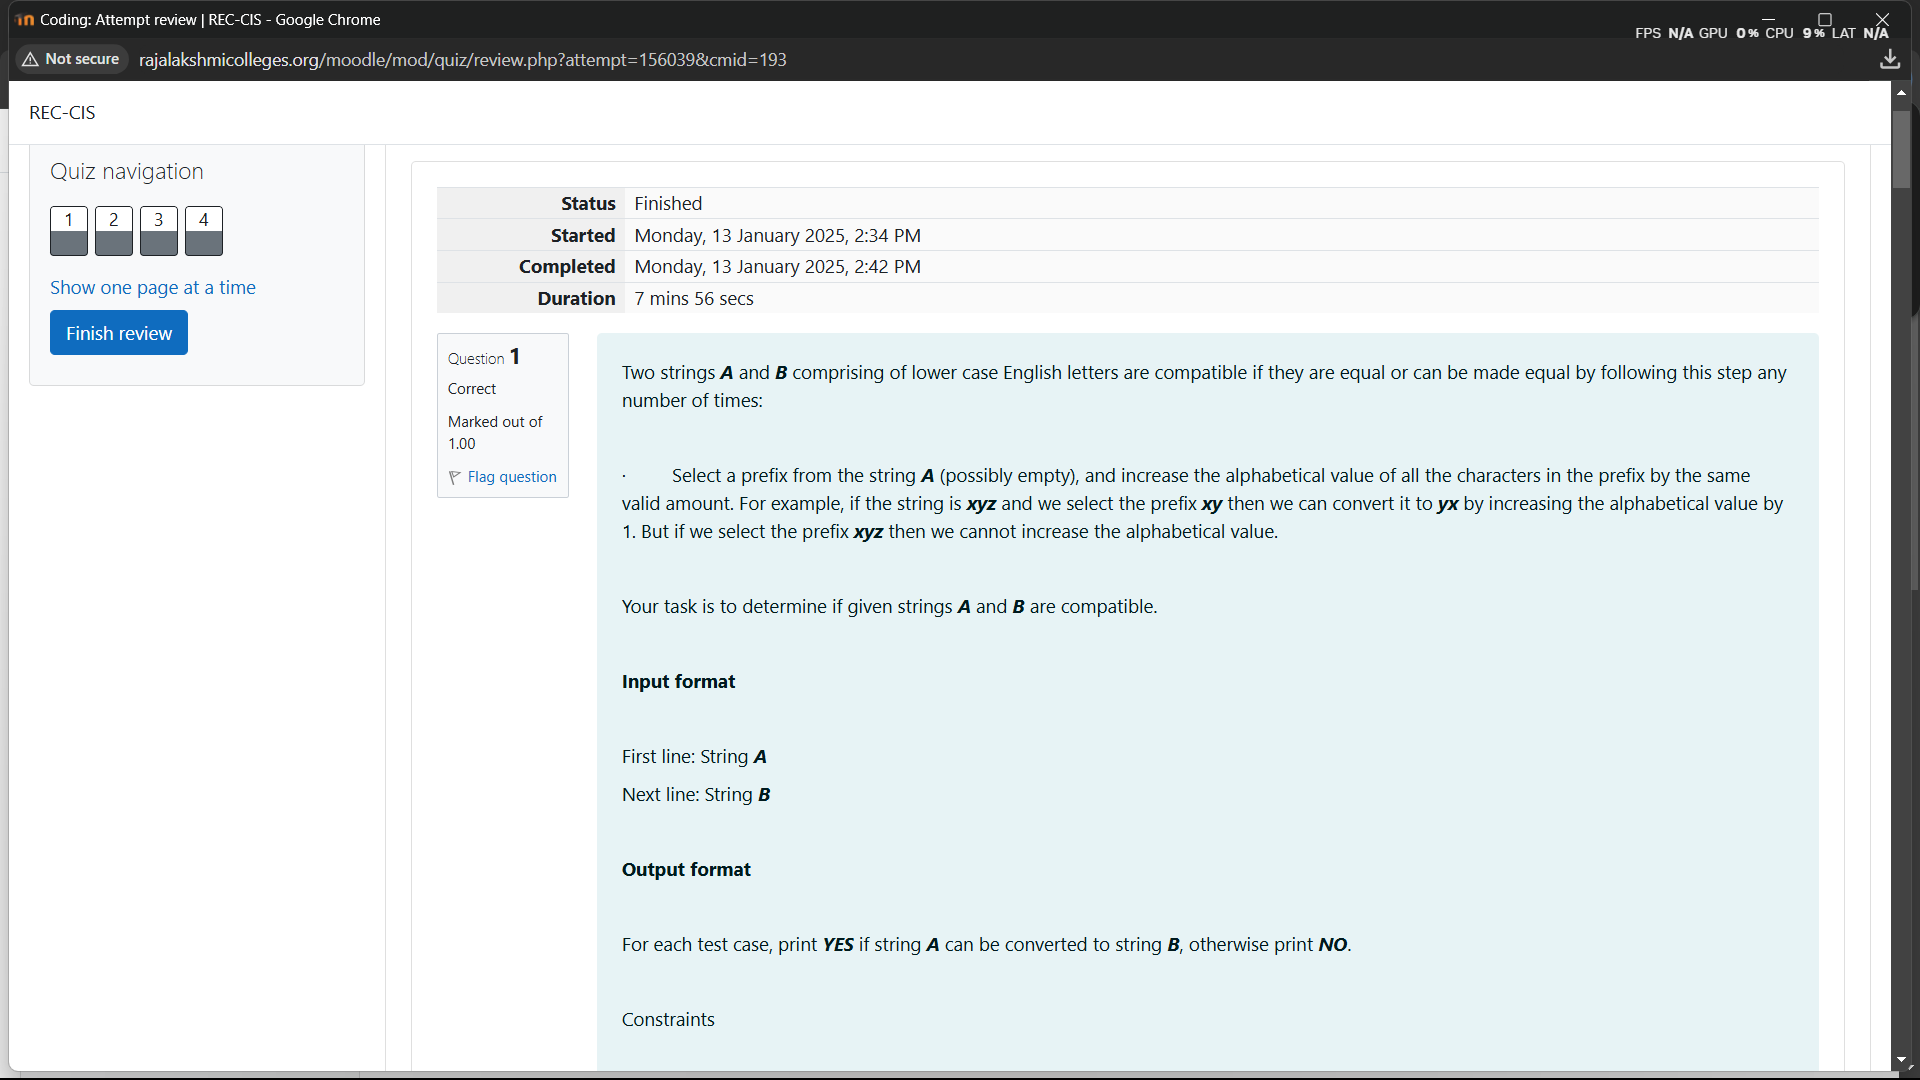 Coding: Attempt review | REC-CIS - Google Chrome
FPS N/A GPU 0% CPU 9% LAT N/A
Not secure
rajalakshmicolleges.org/moodle/mod/quiz/review.php?attempt=156039&cmid=193
REC-CIS
Quiz navigation
1 2 3 4
Show one page at a time
Finish review
Status Finished
Started Monday, 13 January 2025, 2:34 PM
Completed Monday, 13 January 2025, 2:42 PM
Duration 7 mins 56 secs
Question 1
Correct
Marked out of
1.00
Flag question
Two strings A and B comprising of lower case English letters are compatible if they are equal or can be made equal by following this step any
number of times:
· Select a prefix from the string A (possibly empty), and increase the alphabetical value of all the characters in the prefix by the same
valid amount. For example, if the string is xyz and we select the prefix xy then we can convert it to yx by increasing the alphabetical value by
1. But if we select the prefix xyz then we cannot increase the alphabetical value.
Your task is to determine if given strings A and B are compatible.
Input format
First line: String A
Next line: String B
Output format
For each test case, print YES if string A can be converted to string B, otherwise print NO.
Constraints